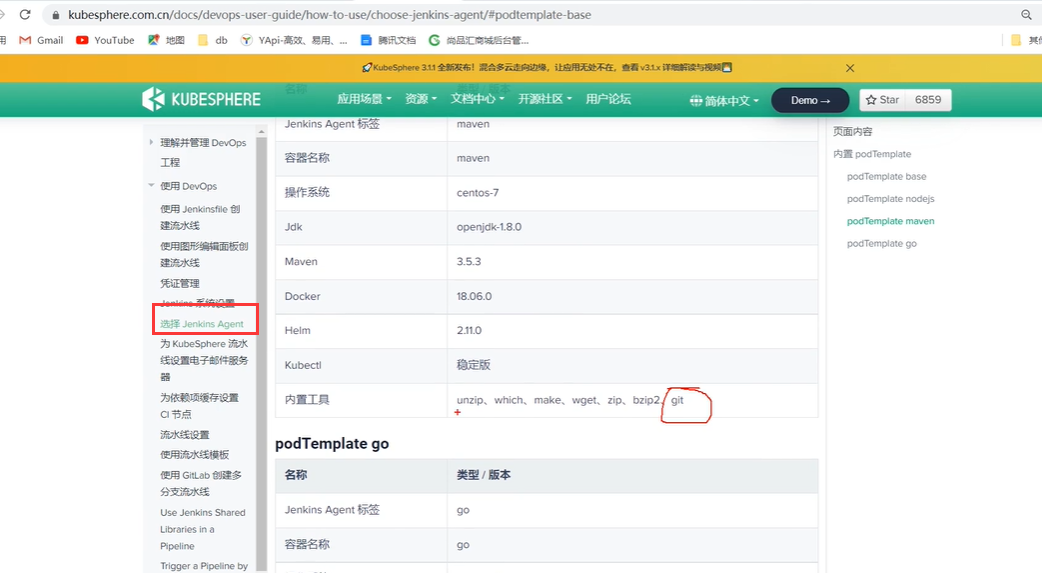 kubesphere.com.cn/docs/devops-user-guide/how-to-use/choose-jenkins-agent/#podtemplate-base
用 Gmail YouTube 地图 db YApi-高效、易用、... 腾讯文档 尚品汇商城后台管... 其他
🚀KubeSphere 3.1.1 全新发布！混合多云走向边缘，让应用无处不在，查看 v3.1.x 详细解读与视频
KUBESPHERE 应用场景 资源 文档中心 开源社区 用户论坛 简体中文 Demo → Star 6859
名称 类型 / 版本
理解并管理 DevOps
工程
使用 DevOps
使用 Jenkinsfile 创
建流水线
使用图形编辑面板创
建流水线
凭证管理
Jenkins 系统设置
选择 Jenkins Agent
为 KubeSphere 流水
线设置电子邮件服务
器
为依赖项缓存设置
CI 节点
流水线设置
使用流水线模板
使用 GitLab 创建多
分支流水线
Use Jenkins Shared
Libraries in a
Pipeline
Trigger a Pipeline by
Jenkins Agent 标签 maven
容器名称 maven
操作系统 centos-7
Jdk openjdk-1.8.0
Maven 3.5.3
Docker 18.06.0
Helm 2.11.0
Kubectl 稳定版
内置工具 unzip、which、make、wget、zip、bzip2、git
podTemplate go
名称 类型 / 版本
Jenkins Agent 标签 go
容器名称 go
页面内容
内置 podTemplate
podTemplate base
podTemplate nodejs
podTemplate maven
podTemplate go